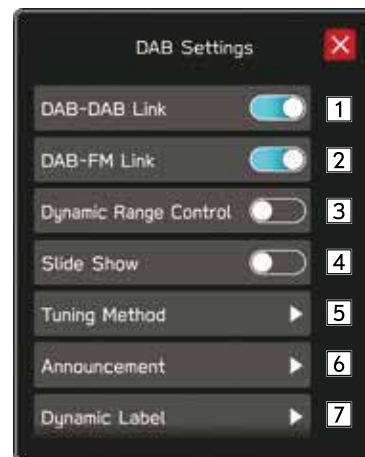 DAB Settings
DAB-DAB Link 1
DAB-FM Link 2
Dynamic Range Control 3
Slide Show 4
Tuning Method 5
Announcement 6
Dynamic Label 7